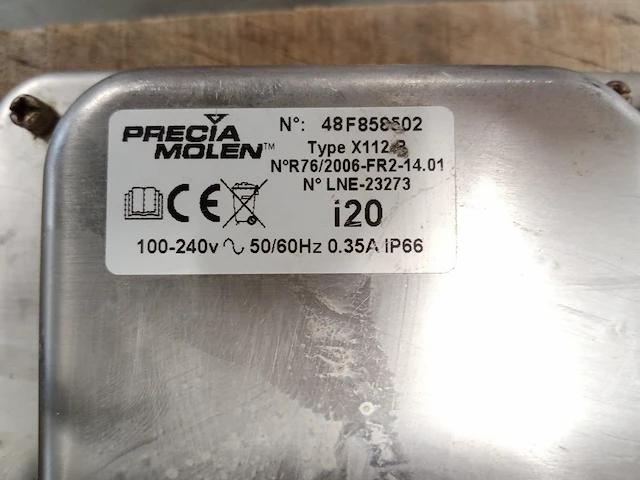 PRECIA MOLEN™
N°: 48F858502
Type
N°R76/2006-FR2-14.01
N° LNE-23273
CE
i20
100-240v 50/60Hz 0.35A IP66